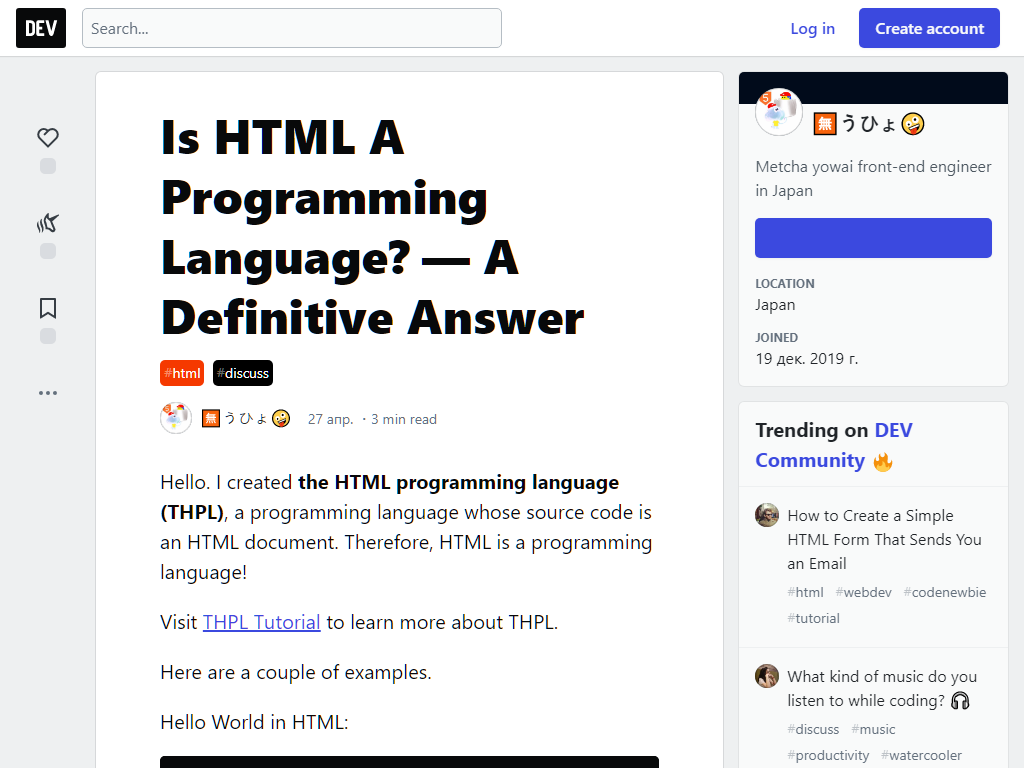 DEV
Search...
Log in
Create account
Is HTML A
Programming
Language? — A
Definitive Answer
#html #discuss
🈚うひょ🤪 27 апр. ・3 min read
Hello. I created the HTML programming language
(THPL), a programming language whose source code is
an HTML document. Therefore, HTML is a programming
language!
Visit THPL Tutorial to learn more about THPL.
Here are a couple of examples.
Hello World in HTML:
🈚うひょ🤪
Metcha yowai front-end engineer
in Japan
LOCATION
Japan
JOINED
19 дек. 2019 г.
Trending on DEV
Community 🔥
How to Create a Simple
HTML Form That Sends You
an Email
#html #webdev #codenewbie
#tutorial
What kind of music do you
listen to while coding? 🎧
#discuss #music
#productivity #watercooler